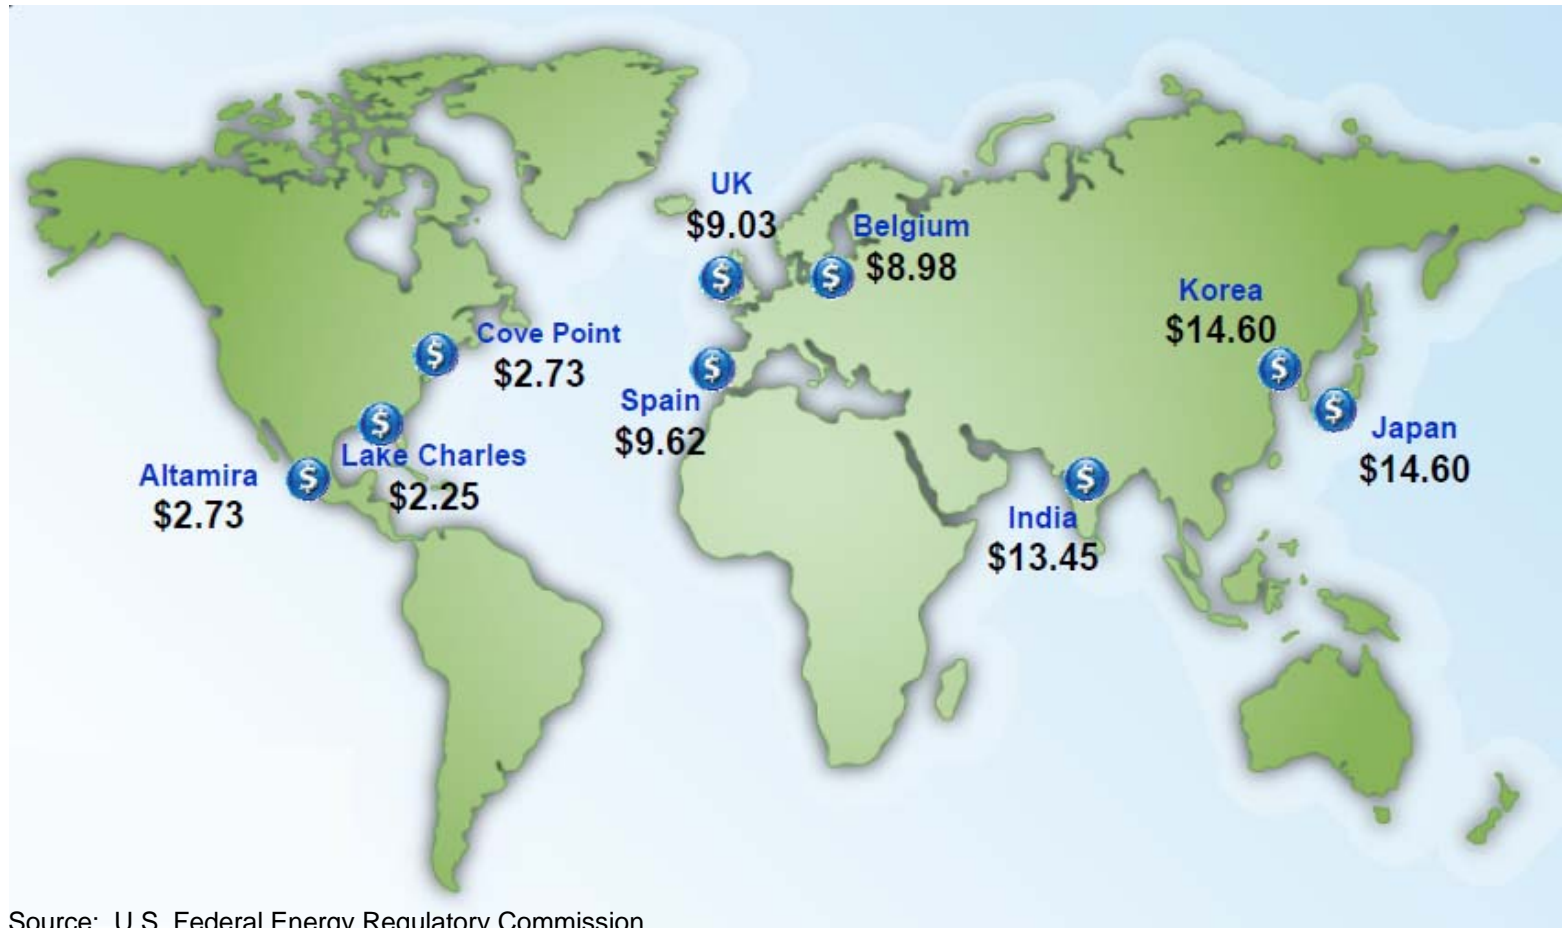 UK
$9.03
Belgium
$8.98
Korea
$14.60
Cove Point
$2.73
Spain
$9.62
Japan
$14.60
Lake Charles
$2.25
Altamira
$2.73
India
$13.45
Source: U.S. Federal Energy Regulatory Commission